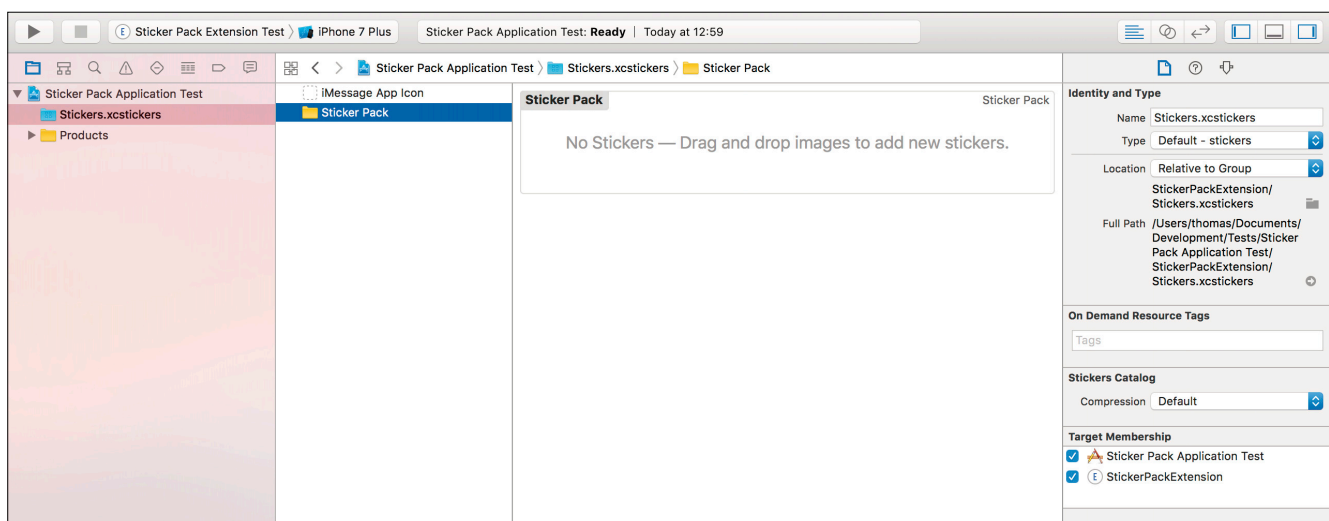 E Sticker Pack Extension Test 〉 iPhone 7 Plus
Sticker Pack Application Test: Ready | Today at 12:59
Sticker Pack Application Test 〉 Stickers.xcstickers 〉 Sticker Pack
Sticker Pack Application Test
Stickers.xcstickers
Products
iMessage App Icon
Sticker Pack
Sticker Pack
Sticker Pack
No Stickers — Drag and drop images to add new stickers.
Identity and Type
Name Stickers.xcstickers
Type Default - stickers
Location Relative to Group
StickerPackExtension/
Stickers.xcstickers
Full Path /Users/thomas/Documents/
Development/Tests/Sticker
Pack Application Test/
StickerPackExtension/
Stickers.xcstickers
On Demand Resource Tags
Tags
Stickers Catalog
Compression Default
Target Membership
Sticker Pack Application Test
E StickerPackExtension